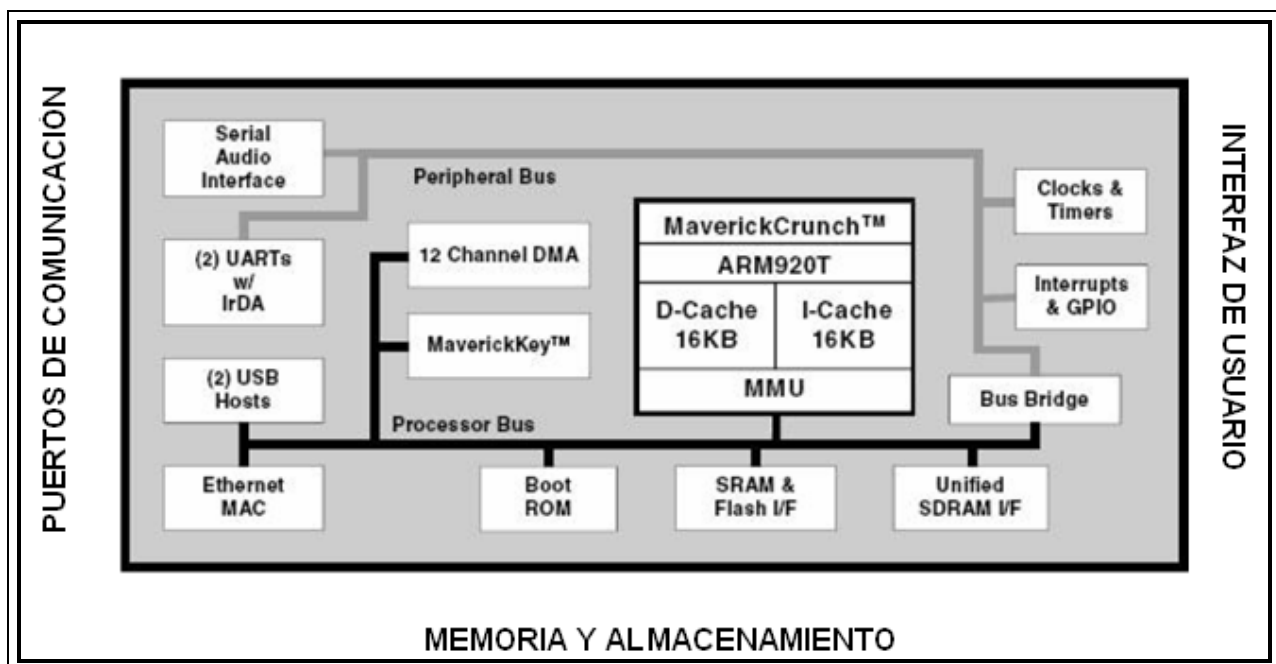 PUERTOS DE COMUNICACIÓN
Serial
Audio
Interface
Peripheral Bus
(2) UARTs
w/
IrDA
12 Channel DMA
MaverickKey™
(2) USB
Hosts
Processor Bus
Ethernet
MAC
Boot
ROM
MaverickCrunch™
ARM920T
D-Cache
16KB
I-Cache
16KB
MMU
SRAM &
Flash I/F
Unified
SDRAM I/F
Clocks &
Timers
Interrupts
& GPIO
Bus Bridge
INTERFAZ DE USUARIO
MEMORIA Y ALMACENAMIENTO